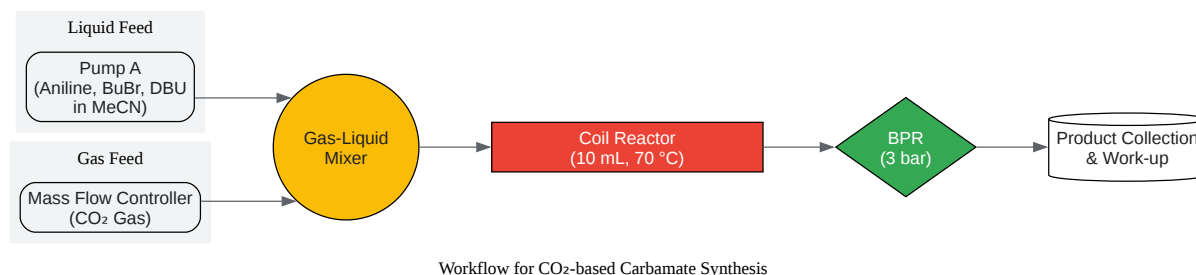 Liquid Feed
Pump A
(Aniline, BuBr, DBU
in MeCN)
Gas Feed
Mass Flow Controller
(CO₂ Gas)
Gas-Liquid
Mixer
Coil Reactor
(10 mL, 70 °C)
BPR
(3 bar)
Product Collection
& Work-up
Workflow for CO₂-based Carbamate Synthesis